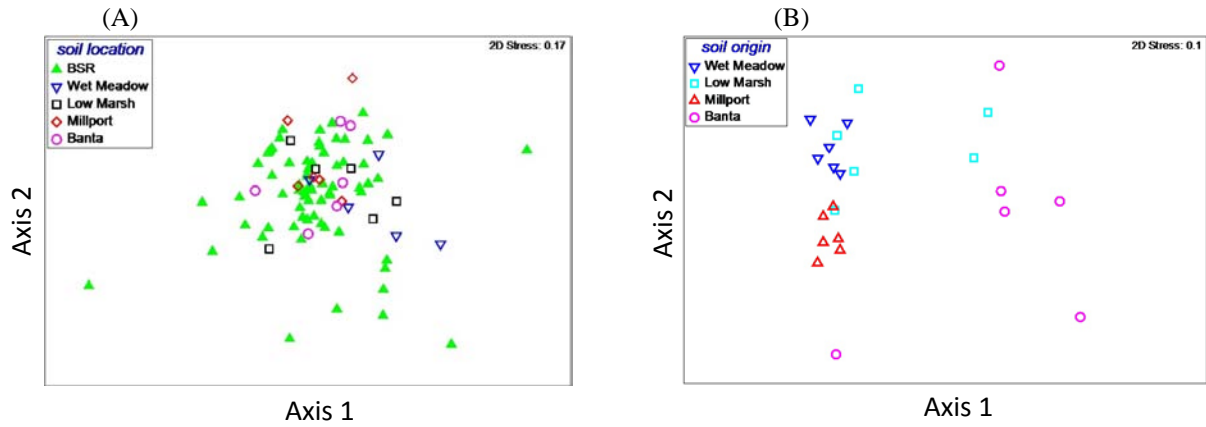 (A)
soil location
BSR
Wet Meadow
Low Marsh
Millport
Banta
2D Stress: 0.17
Axis 2
Axis 1
(B)
soil origin
Wet Meadow
Low Marsh
Millport
Banta
2D Stress: 0.1
Axis 2
Axis 1